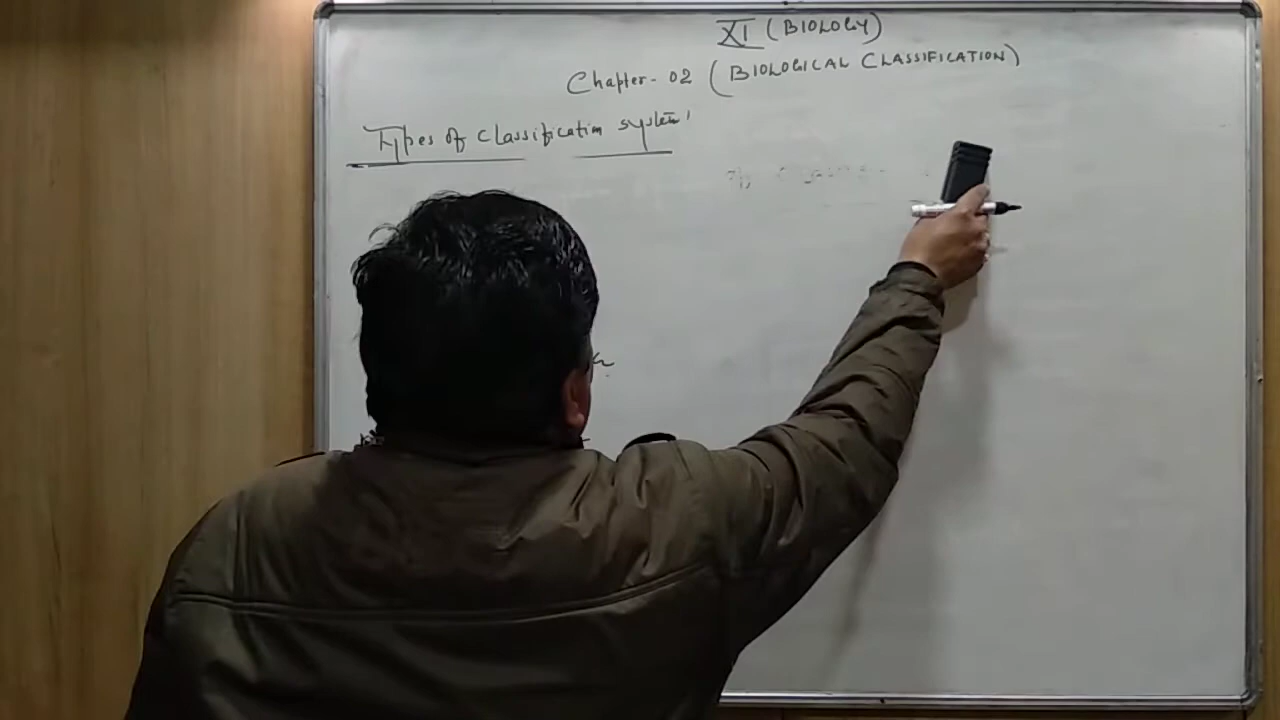 XI (BIOLOGY)
Chapter-02 (BIOLOGICAL CLASSIFICATION)
Types of classification system'